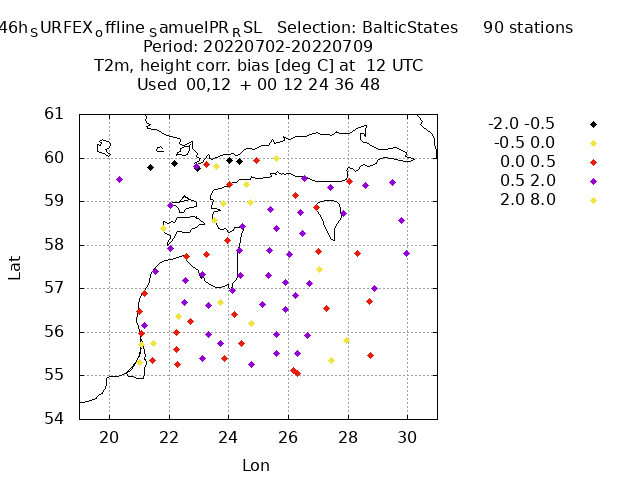 46hSURFEXoffline SamuelPRRSL Selection: BalticStates 90 stations
Period: 20220702-20220709
T2m, height corr. bias [deg C] at 12 UTC
Used 00,12 + 00 12 24 36 48
61
60
59
58
57
56
55
54
Lat
20 22 24 26 28 30
Lon
-2.0 -0.5
-0.5 0.0
0.0 0.5
0.5 2.0
2.0 8.0